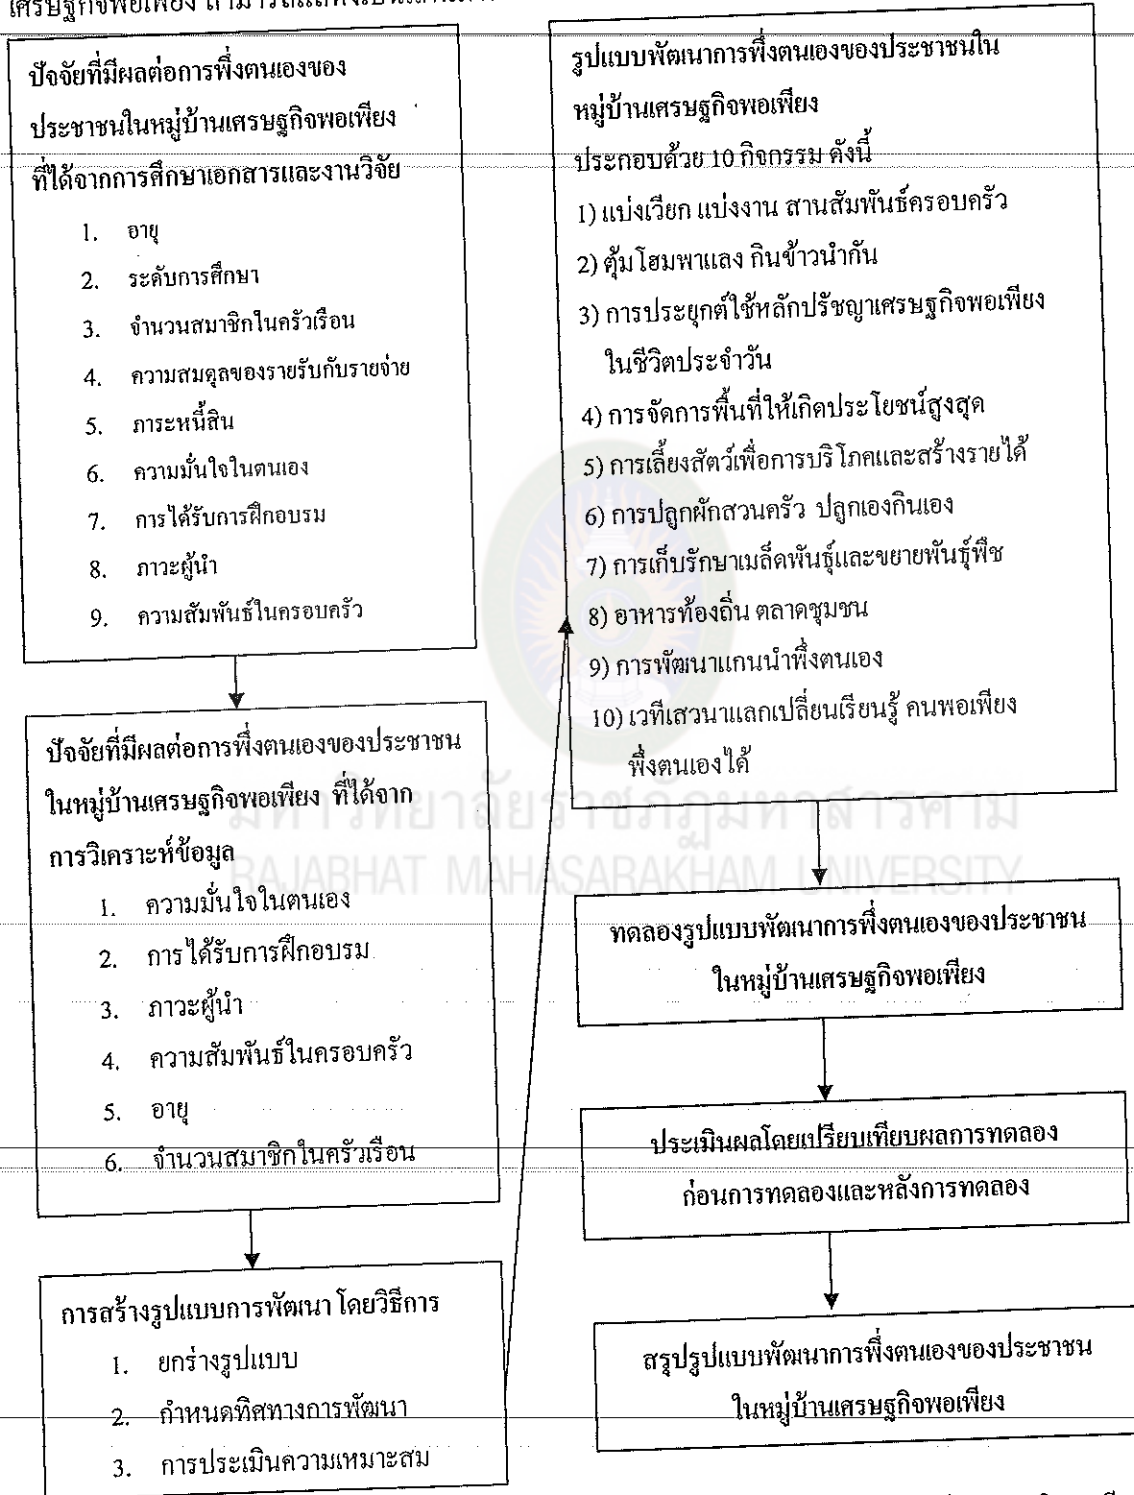 เศรษฐกิจพอเพียง
ปัจจัยที่มีผลต่อการพึ่งตนเองของ
ประชาชนในหมู่บ้านเศรษฐกิจพอเพียง
ที่ได้จากการศึกษาเอกสารและงานวิจัย
1. อายุ
2. ระดับการศึกษา
3. จำนวนสมาชิกในครัวเรือน
4. ความสมดุลของรายรับกับรายจ่าย
5. ภาระหนี้สิน
6. ความมั่นใจในตนเอง
7. การได้รับการฝึกอบรม
8. ภาวะผู้นำ
9. ความสัมพันธ์ในครอบครัว
ปัจจัยที่มีผลต่อการพึ่งตนเองของประชาชน
ในหมู่บ้านเศรษฐกิจพอเพียง ที่ได้จาก
การวิเคราะห์ข้อมูล
1. ความมั่นใจในตนเอง
2. การได้รับการฝึกอบรม
3. ภาวะผู้นำ
4. ความสัมพันธ์ในครอบครัว
5. อายุ
6. จำนวนสมาชิกในครัวเรือน
การสร้างรูปแบบการพัฒนา โดยวิธีการ
1. ยกร่างรูปแบบ
2. กำหนดทิศทางการพัฒนา
3. การประเมินความเหมาะสม
รูปแบบพัฒนาการพึ่งตนเองของประชาชนใน
หมู่บ้านเศรษฐกิจพอเพียง
ประกอบด้วย 10 กิจกรรม ดังนี้
1) แบ่งเวียก แบ่งงาน สานสัมพันธ์ครอบครัว
2) ตุ้มโฮมพาแลง กินข้าวนำกัน
3) การประยุกต์ใช้หลักปรัชญาเศรษฐกิจพอเพียง
ในชีวิตประจำวัน
4) การจัดการพื้นที่ให้เกิดประโยชน์สูงสุด
5) การเลี้ยงสัตว์เพื่อการบริโภคและสร้างรายได้
6) การปลูกผักสวนครัว ปลูกเองกินเอง
7) การเก็บรักษาเมล็ดพันธุ์และขยายพันธุ์พืช
8) อาหารท้องถิ่น ตลาดชุมชน
9) การพัฒนาแกนนำพึ่งตนเอง
10) เวทีเสวนาแลกเปลี่ยนเรียนรู้ คนพอเพียง
พึ่งตนเองได้
มหาวิทยาลัยราชภัฏมหาสารคาม
RAJABHAT MAHASARAKHAM UNIVERSITY
ทดลองรูปแบบพัฒนาการพึ่งตนเองของประชาชน
ในหมู่บ้านเศรษฐกิจพอเพียง
ประเมินผลโดยเปรียบเทียบผลการทดลอง
ก่อนการทดลองและหลังการทดลอง
สรุปรูปแบบพัฒนาการพึ่งตนเองของประชาชน
ในหมู่บ้านเศรษฐกิจพอเพียง